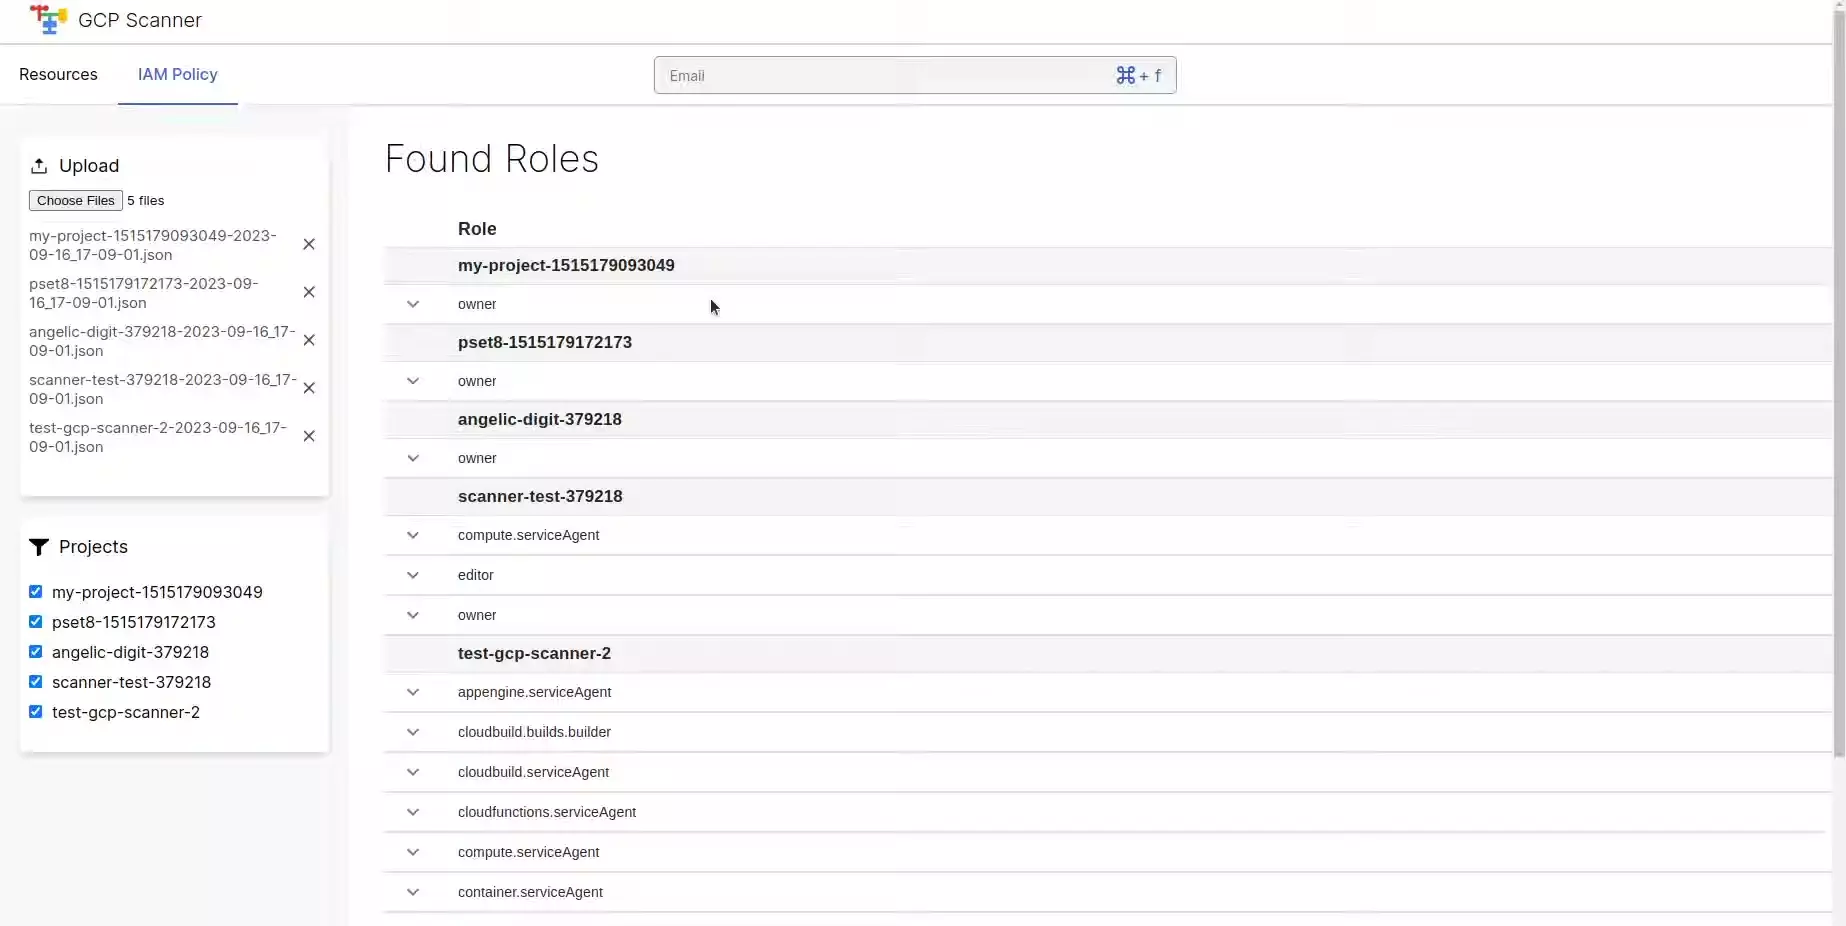 GCP Scanner
Resources
IAM Policy
Email
⌘ + f
Upload
Choose Files 5 files
my-project-1515179093049-2023-
09-16_17-09-01.json
pset8-1515179172173-2023-09-
16_17-09-01.json
angelic-digit-379218-2023-09-16_17-
09-01.json
scanner-test-379218-2023-09-16_17-
09-01.json
test-gcp-scanner-2-2023-09-16_17-
09-01.json
Projects
my-project-1515179093049
pset8-1515179172173
angelic-digit-379218
scanner-test-379218
test-gcp-scanner-2
Found Roles
Role
my-project-1515179093049
owner
pset8-1515179172173
owner
angelic-digit-379218
owner
scanner-test-379218
compute.serviceAgent
editor
owner
test-gcp-scanner-2
appengine.serviceAgent
cloudbuild.builds.builder
cloudbuild.serviceAgent
cloudfunctions.serviceAgent
compute.serviceAgent
container.serviceAgent